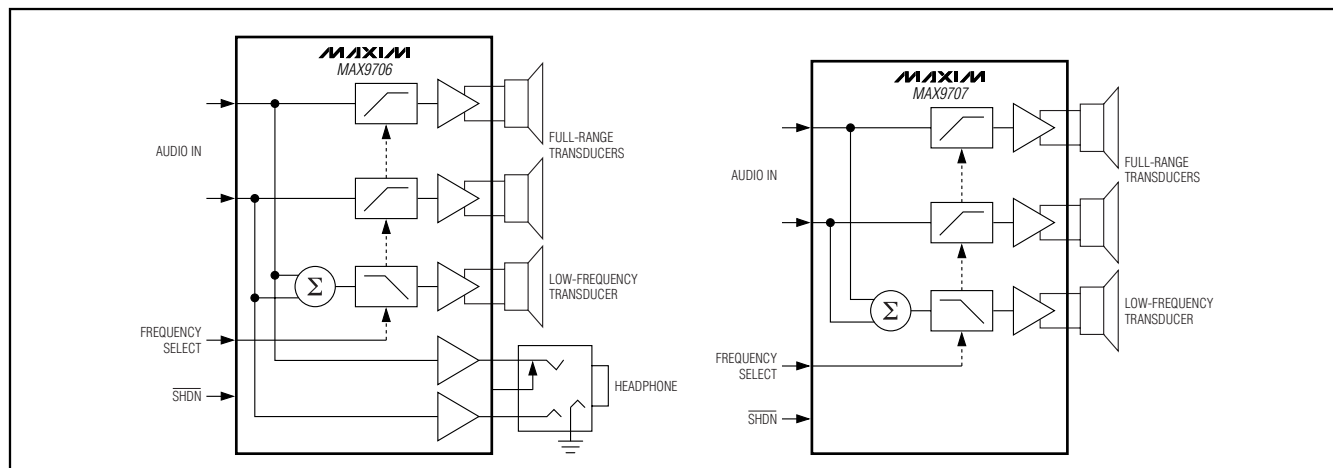 MAXIM
MAX9706
AUDIO IN
FULL-RANGE
TRANSDUCERS
Σ
LOW-FREQUENCY
TRANSDUCER
FREQUENCY
SELECT
SHDN
HEADPHONE
MAXIM
MAX9707
AUDIO IN
FULL-RANGE
TRANSDUCERS
Σ
LOW-FREQUENCY
TRANSDUCER
FREQUENCY
SELECT
SHDN